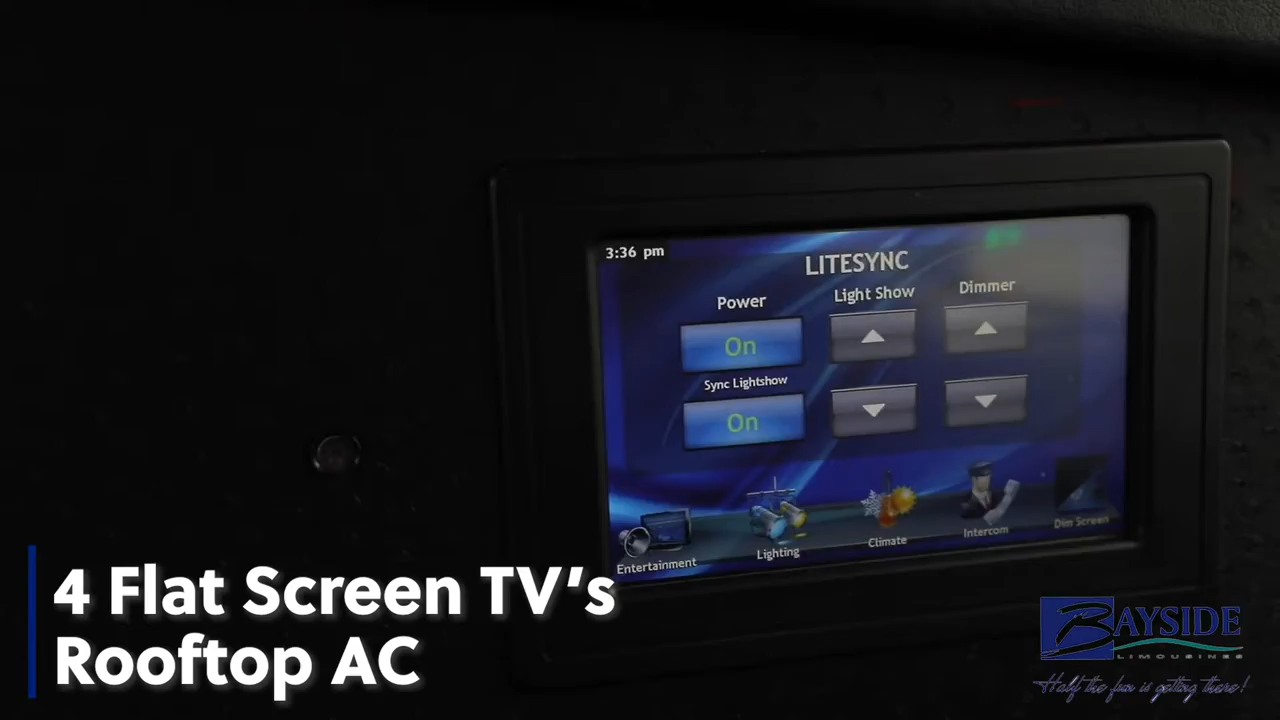 3:36 pm
LITESYNC
Power
Light Show
Dimmer
On
Sync Lightshow
On
Entertainment
Lighting
Climate
Intercom
Dim Screen
4 Flat Screen TV's
Rooftop AC
BAYSIDE
LIMOUSINES
Half the fun is getting there!